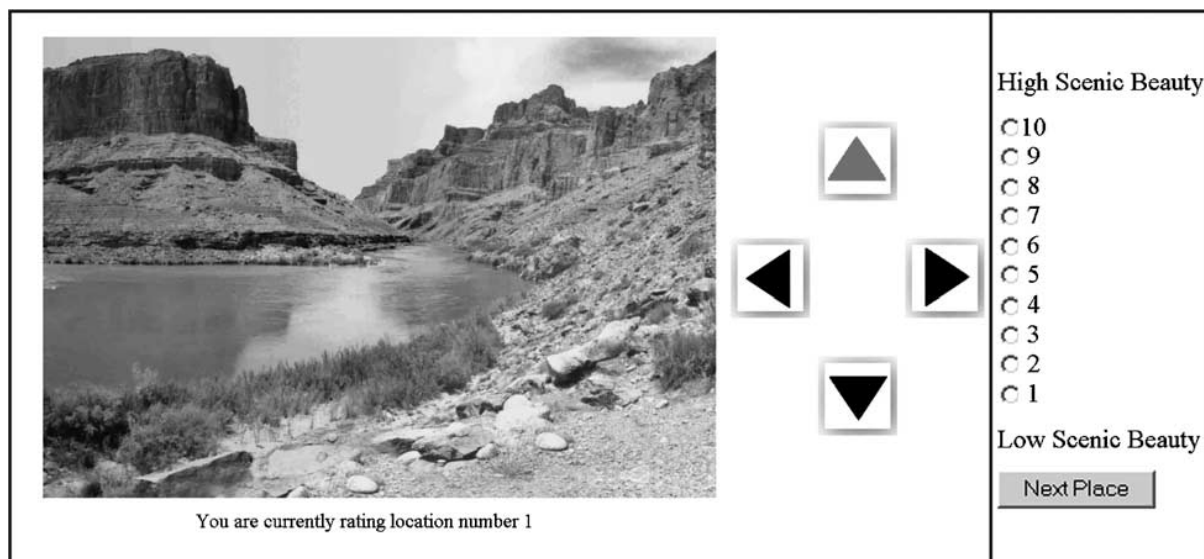 High Scenic Beauty
10
9
8
7
6
5
4
3
2
1
Low Scenic Beauty
Next Place
You are currently rating location number 1